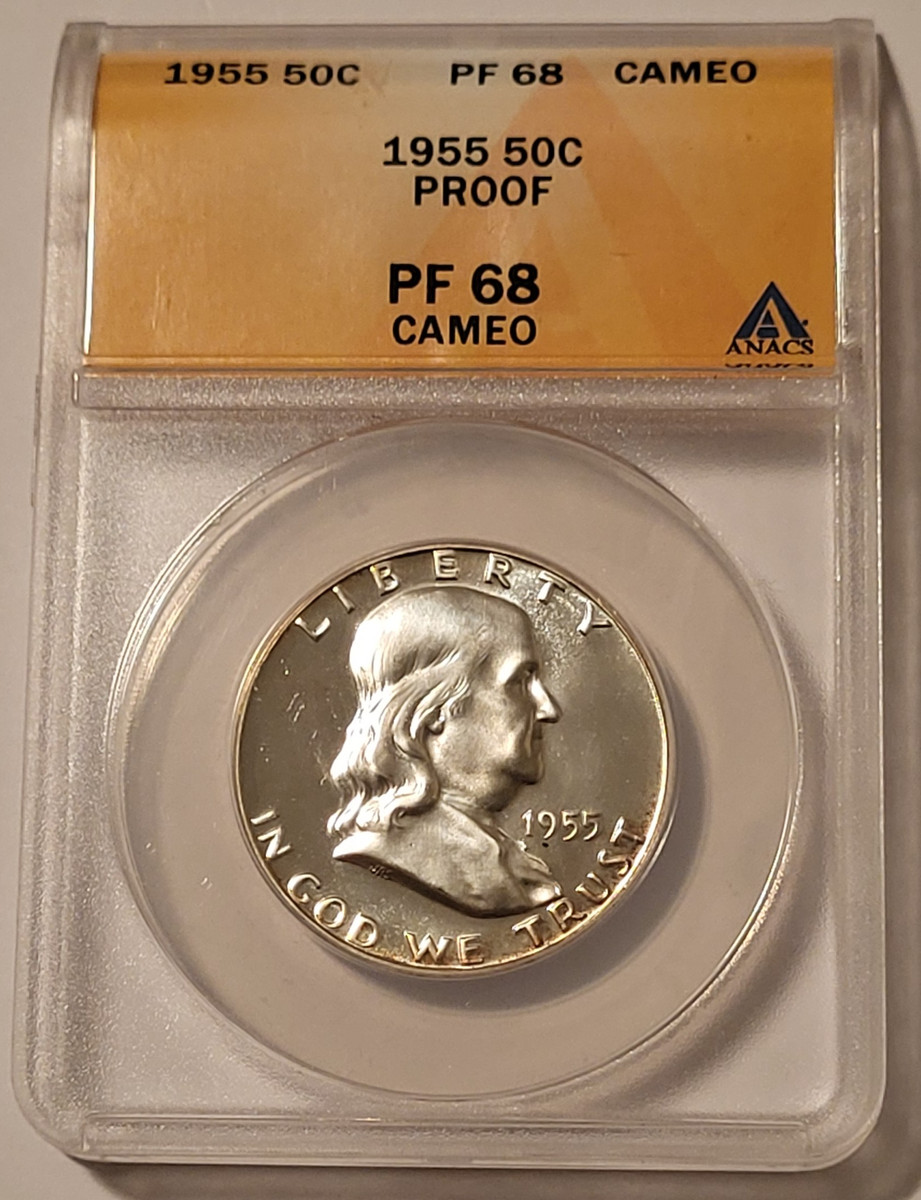 1955 50C PF 68 CAMEO
1955 50C
PROOF
PF 68
CAMEO
ANACS
LIBERTY
1955
IN GOD WE TRUST